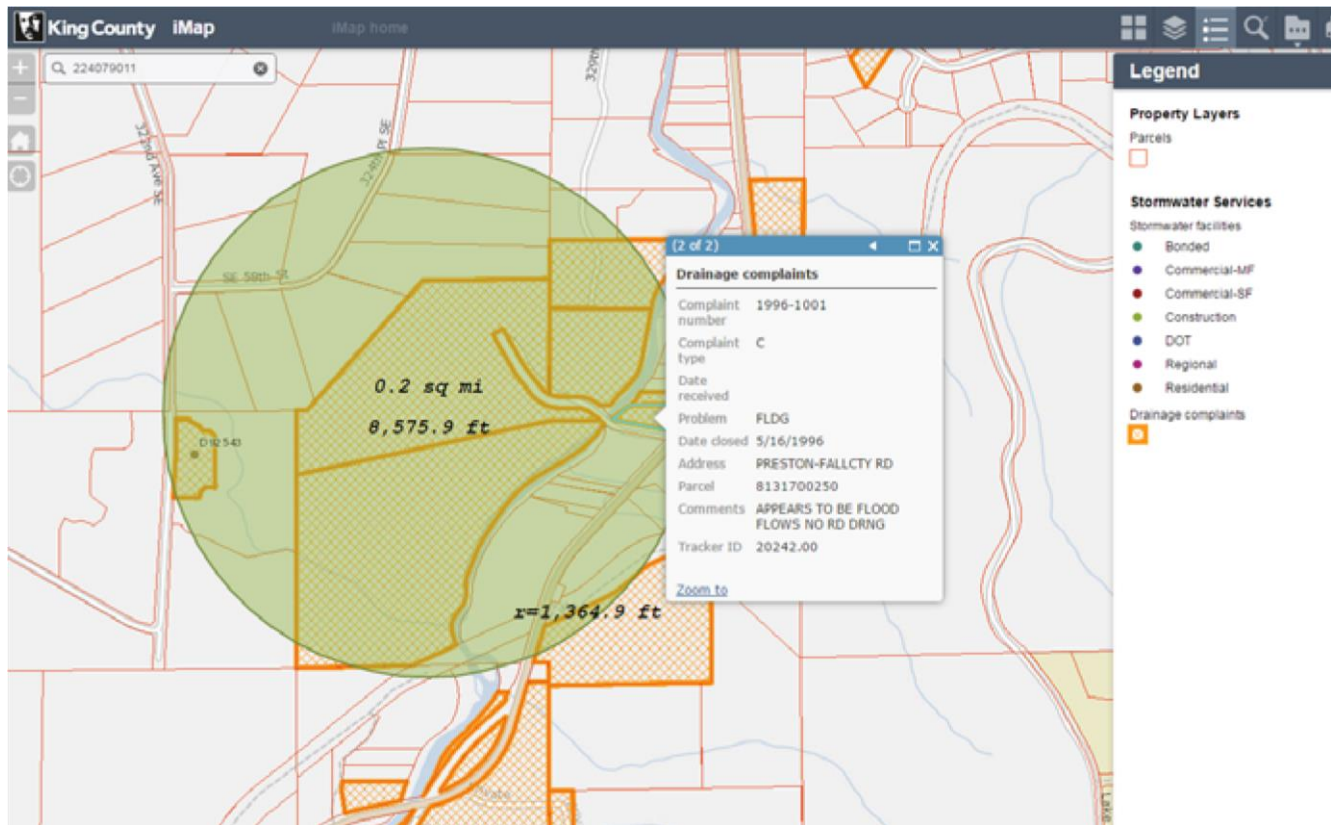 King County iMap
iMap home
224079011
Legend
Property Layers
Parcels
Stormwater Services
Stormwater facilities
Bonded
Commercial-MF
Commercial-SF
Construction
DOT
Regional
Residential
Drainage complaints
322nd Ave SE
324th Pl SE
329th
SE 58th St
0.2 sq mi
8,575.9 ft
D92543
r=1,364.9 ft
(2 of 2)
Drainage complaints
Complaint number 1996-1001
Complaint type C
Date received
Problem FLDG
Date closed 5/16/1996
Address PRESTON-FALLCTY RD
Parcel 8131700250
Comments APPEARS TO BE FLOOD
FLOWS NO RD DRNG
Tracker ID 20242.00
Zoom to
Lake